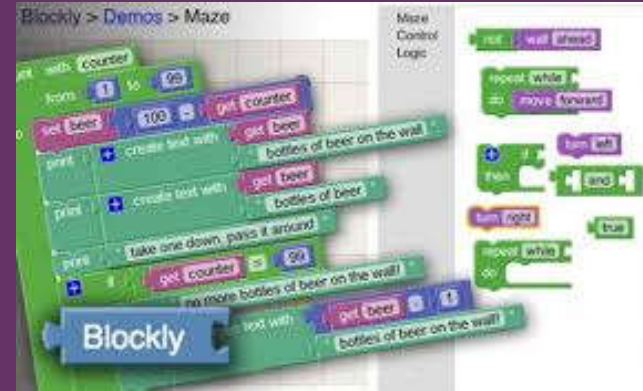 Blockly > Demos > Maze
Maze
Control
Logic
with counter
from 1 to 99
set beer 100 - get counter
print create text with get beer
bottles of beer on the wall
print create text with get beer
bottles of beer
print take one down, pass it around
if get counter = 99
no more bottles of beer on the wall!
text with get beer - 1
bottles of beer on the wall!
Blockly
not wall ahead
repeat while
do move forward
if
then
turn left
and
turn right
true
repeat while
do